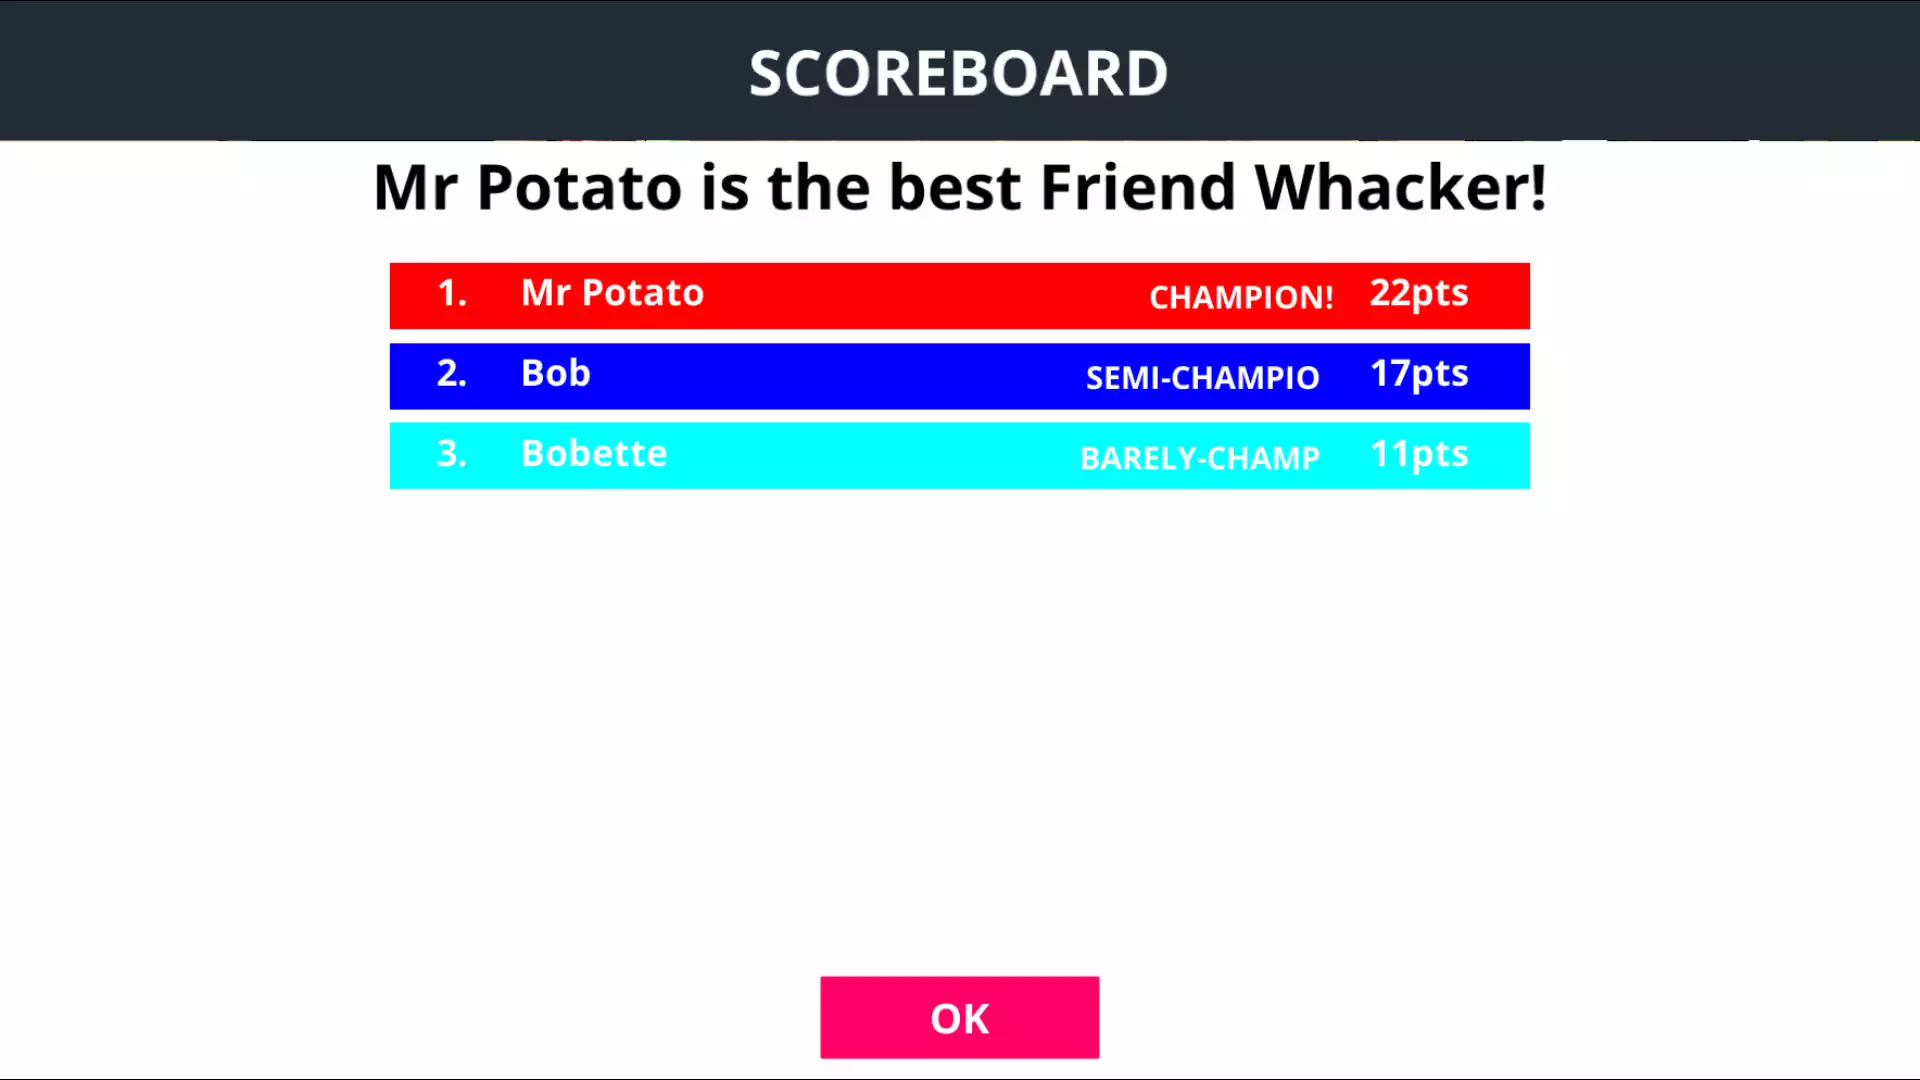 SCOREBOARD
Mr Potato is the best Friend Whacker!
1. Mr Potato CHAMPION! 22pts
2. Bob SEMI-CHAMPIO 17pts
3. Bobette BARELY-CHAMP 11pts
OK